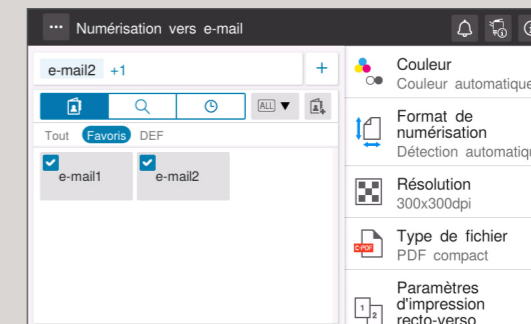 Numérisation vers e-mail
e-mail2 +1 +
ALL
Tout Favoris DEF
e-mail1 e-mail2
Couleur
Couleur automatique
Format de
numérisation
Détection automatiqu
Résolution
300x300dpi
C-PDF
Type de fichier
PDF compact
1 2
Paramètres
d'impression
recto-verso